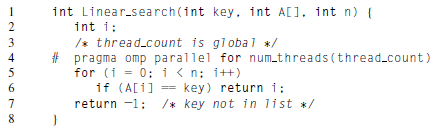 1 int Linear_search(int key, int A[], int n) {
2 int i;
3 /* thread_count is global */
4 # pragma omp parallel for num_threads(thread_count)
5 for (i = 0; i < n; i++)
6 if (A[i] == key) return i;
7 return -1; /* key not in list */
8 }